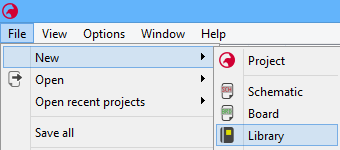 File View Options Window Help
New
Open
Open recent projects
Save all
Project
Schematic
Board
Library